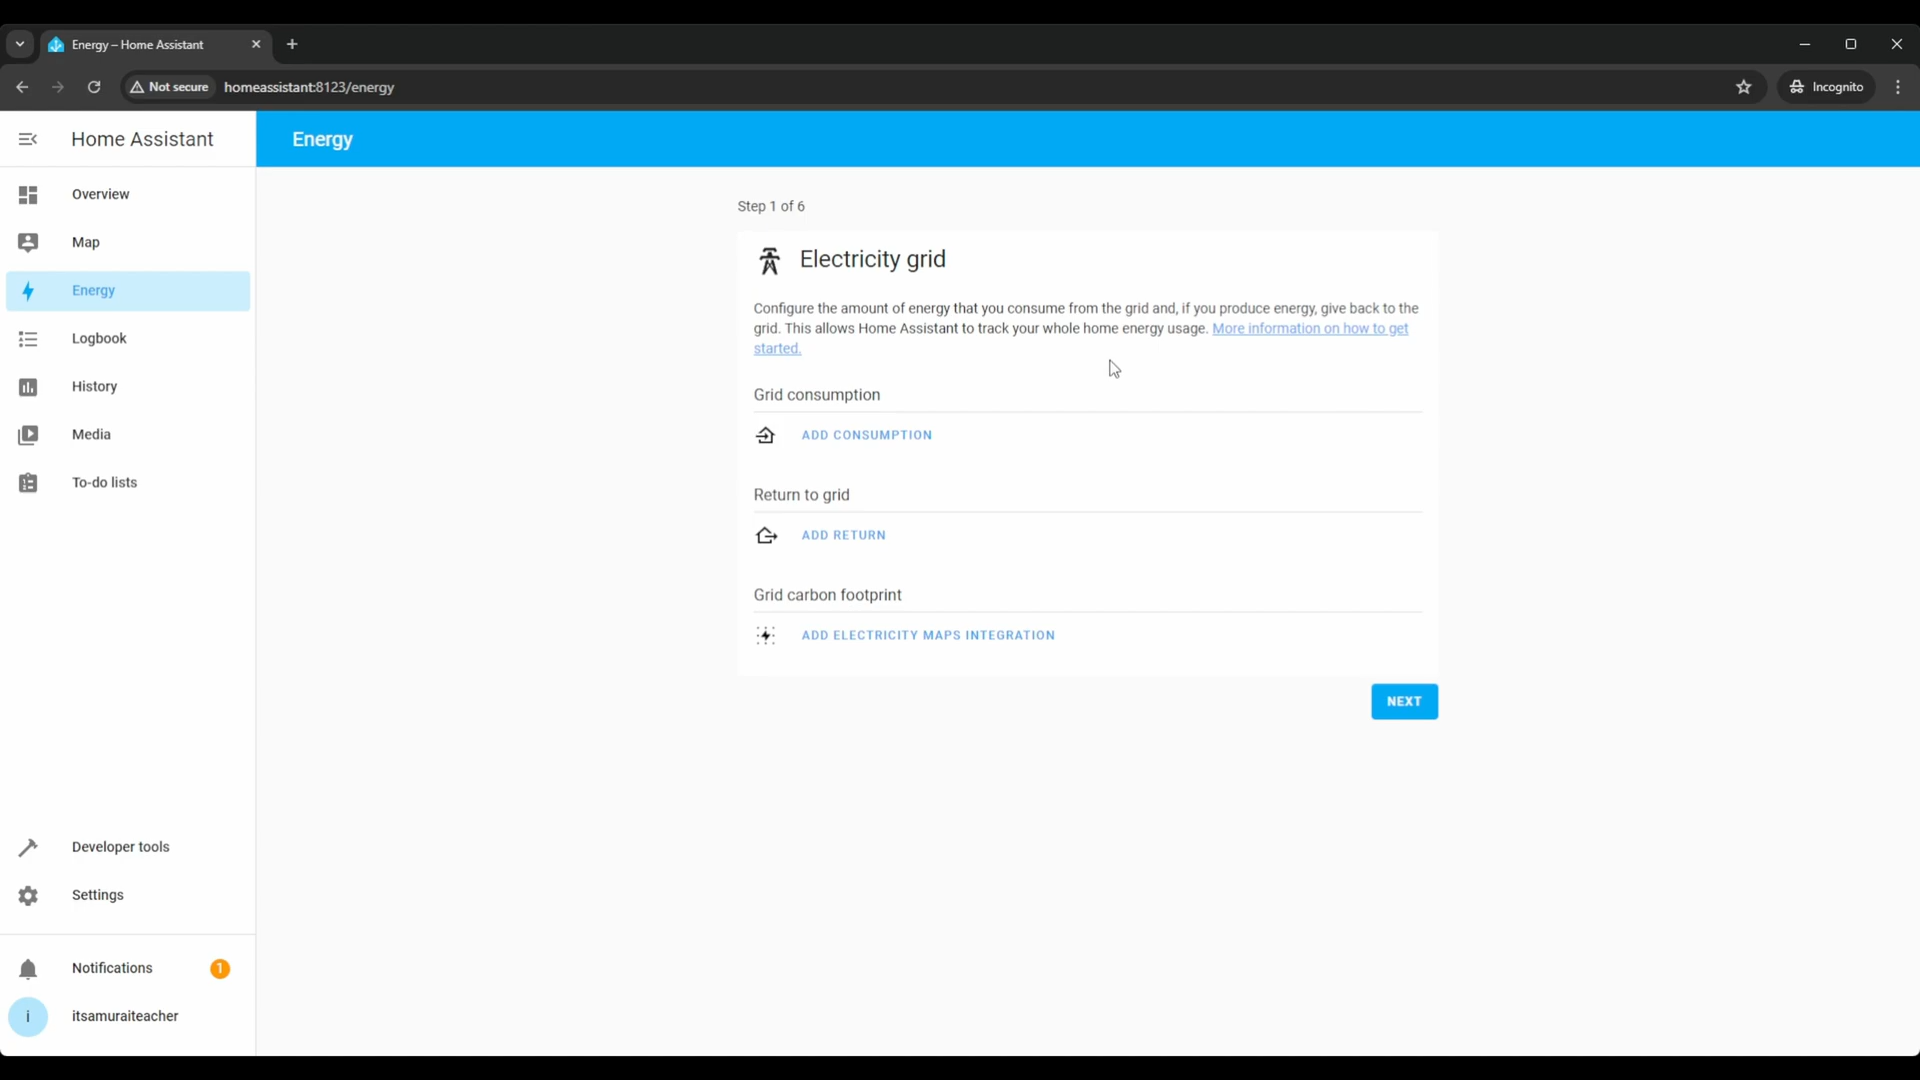 Energy – Home Assistant
Not secure
homeassistant:8123/energy
Incognito
Home Assistant
Energy
Overview
Map
Energy
Logbook
History
Media
To-do lists
Developer tools
Settings
Notifications
1
i
itsamuraiteacher
Step 1 of 6
Electricity grid
Configure the amount of energy that you consume from the grid and, if you produce energy, give back to the
grid. This allows Home Assistant to track your whole home energy usage. More information on how to get
started.
Grid consumption
ADD CONSUMPTION
Return to grid
ADD RETURN
Grid carbon footprint
ADD ELECTRICITY MAPS INTEGRATION
NEXT